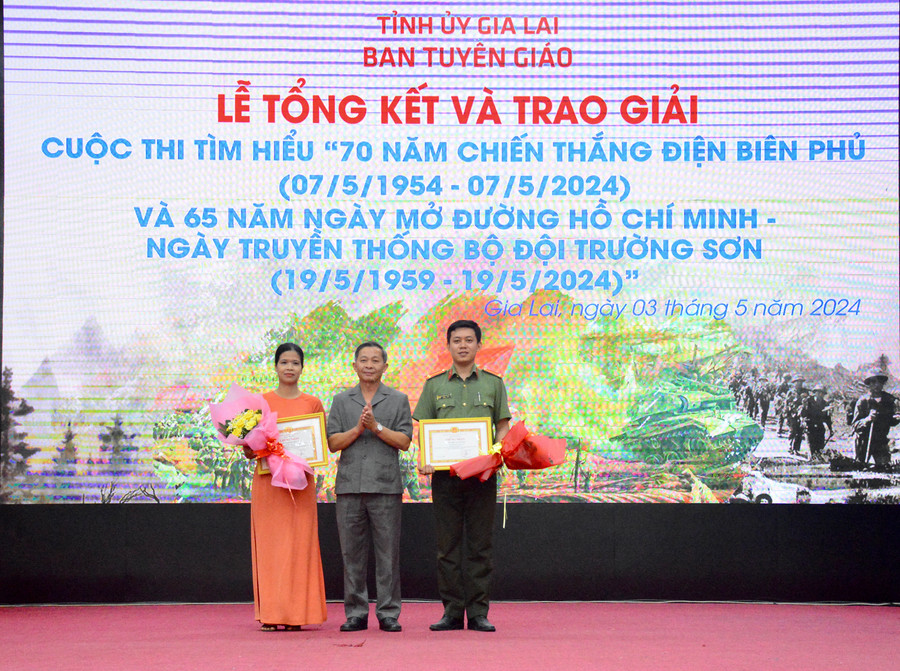 TỈNH ỦY GIA LAI
BAN TUYÊN GIÁO
LỄ TỔNG KẾT VÀ TRAO GIẢI
CUỘC THI TÌM HIỂU “70 NĂM CHIẾN THẮNG ĐIỆN BIÊN PHỦ
(07/5/1954 - 07/5/2024)
VÀ 65 NĂM NGÀY MỞ ĐƯỜNG HỒ CHÍ MINH -
NGÀY TRUYỀN THỐNG BỘ ĐỘI TRƯỜNG SƠN
(19/5/1959 - 19/5/2024)”
Gia Lai, ngày 03 tháng 5 năm 2024